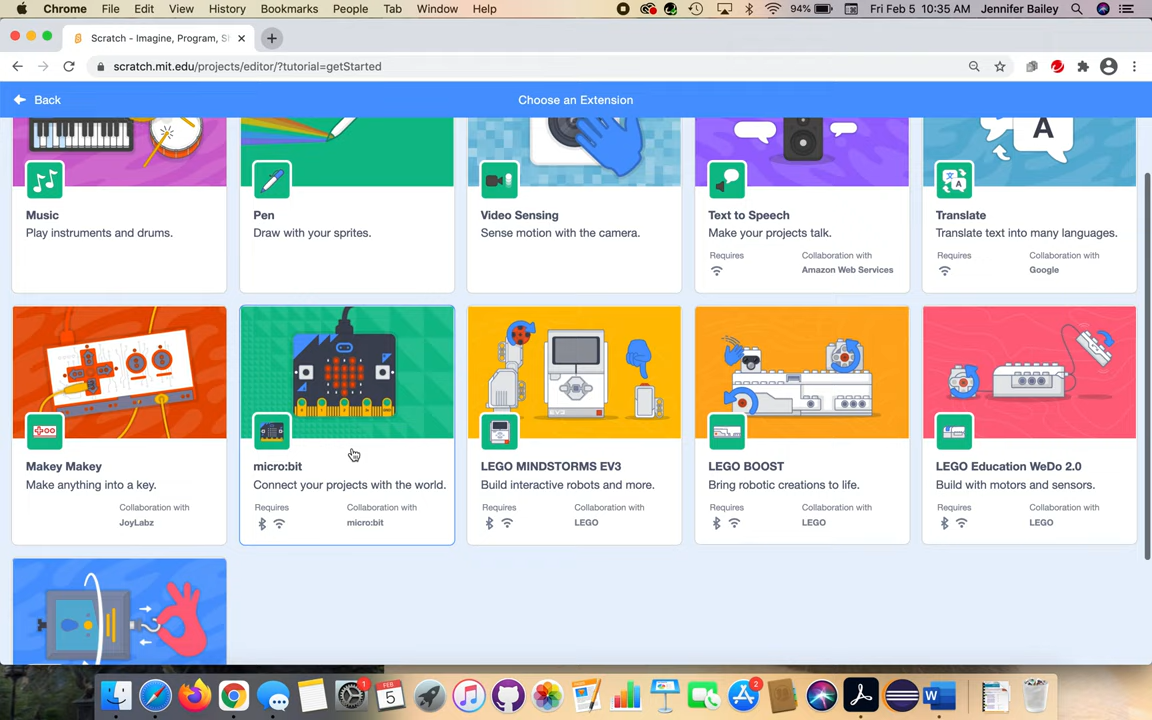 Chrome File Edit View History Bookmarks People Tab Window Help 94% Fri Feb 5 10:35 AM Jennifer Bailey
Scratch - Imagine, Program, Sh
scratch.mit.edu/projects/editor/?tutorial=getStarted
Back Choose an Extension
A
A
Music Pen Video Sensing Text to Speech Translate
Play instruments and drums. Draw with your sprites. Sense motion with the camera. Make your projects talk. Translate text into many languages.
Requires Collaboration with Requires Collaboration with
Amazon Web Services Google
EV3
Makey Makey micro:bit LEGO MINDSTORMS EV3 LEGO BOOST LEGO Education WeDo 2.0
Make anything into a key. Connect your projects with the world. Build interactive robots and more. Bring robotic creations to life. Build with motors and sensors.
Collaboration with Requires Collaboration with Requires Collaboration with Requires Collaboration with Requires Collaboration with
JoyLabz micro:bit LEGO LEGO LEGO
1
FEB
5
2
W